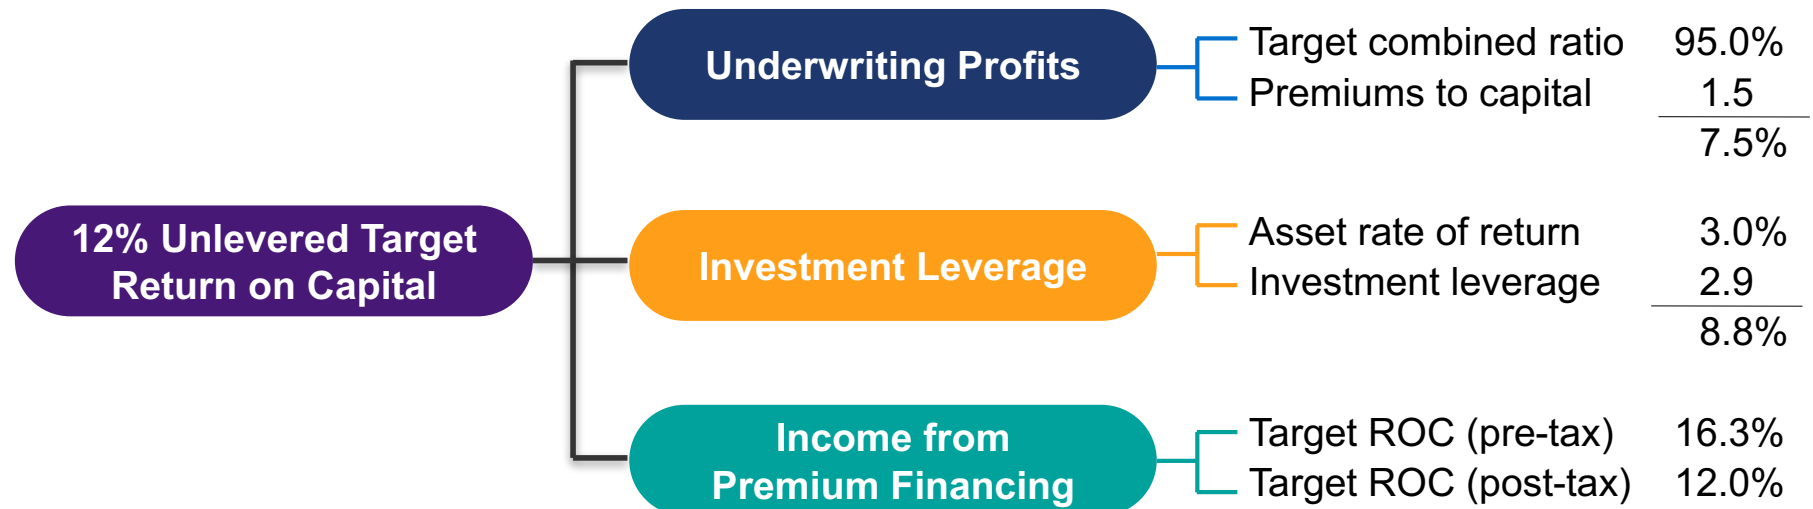 Underwriting Profits
Target combined ratio 95.0%
Premiums to capital 1.5
7.5%
12% Unlevered Target
Return on Capital
Investment Leverage
Asset rate of return 3.0%
Investment leverage 2.9
8.8%
Income from
Premium Financing
Target ROC (pre-tax) 16.3%
Target ROC (post-tax) 12.0%